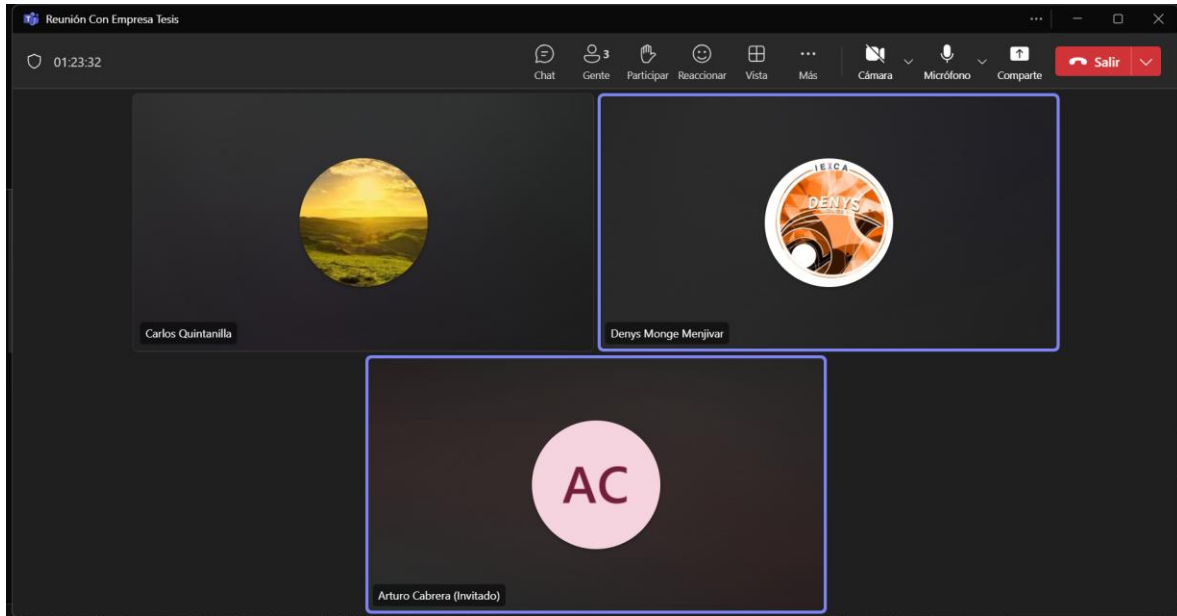 Reunión Con Empresa Tesis
01:23:32
3
Chat
Gente
Participar
Reaccionar
Vista
Más
Cámara
Micrófono
Comparte
Salir
Carlos Quintanilla
IEICA
DENYS
Denys Monge Menjivar
AC
Arturo Cabrera (Invitado)